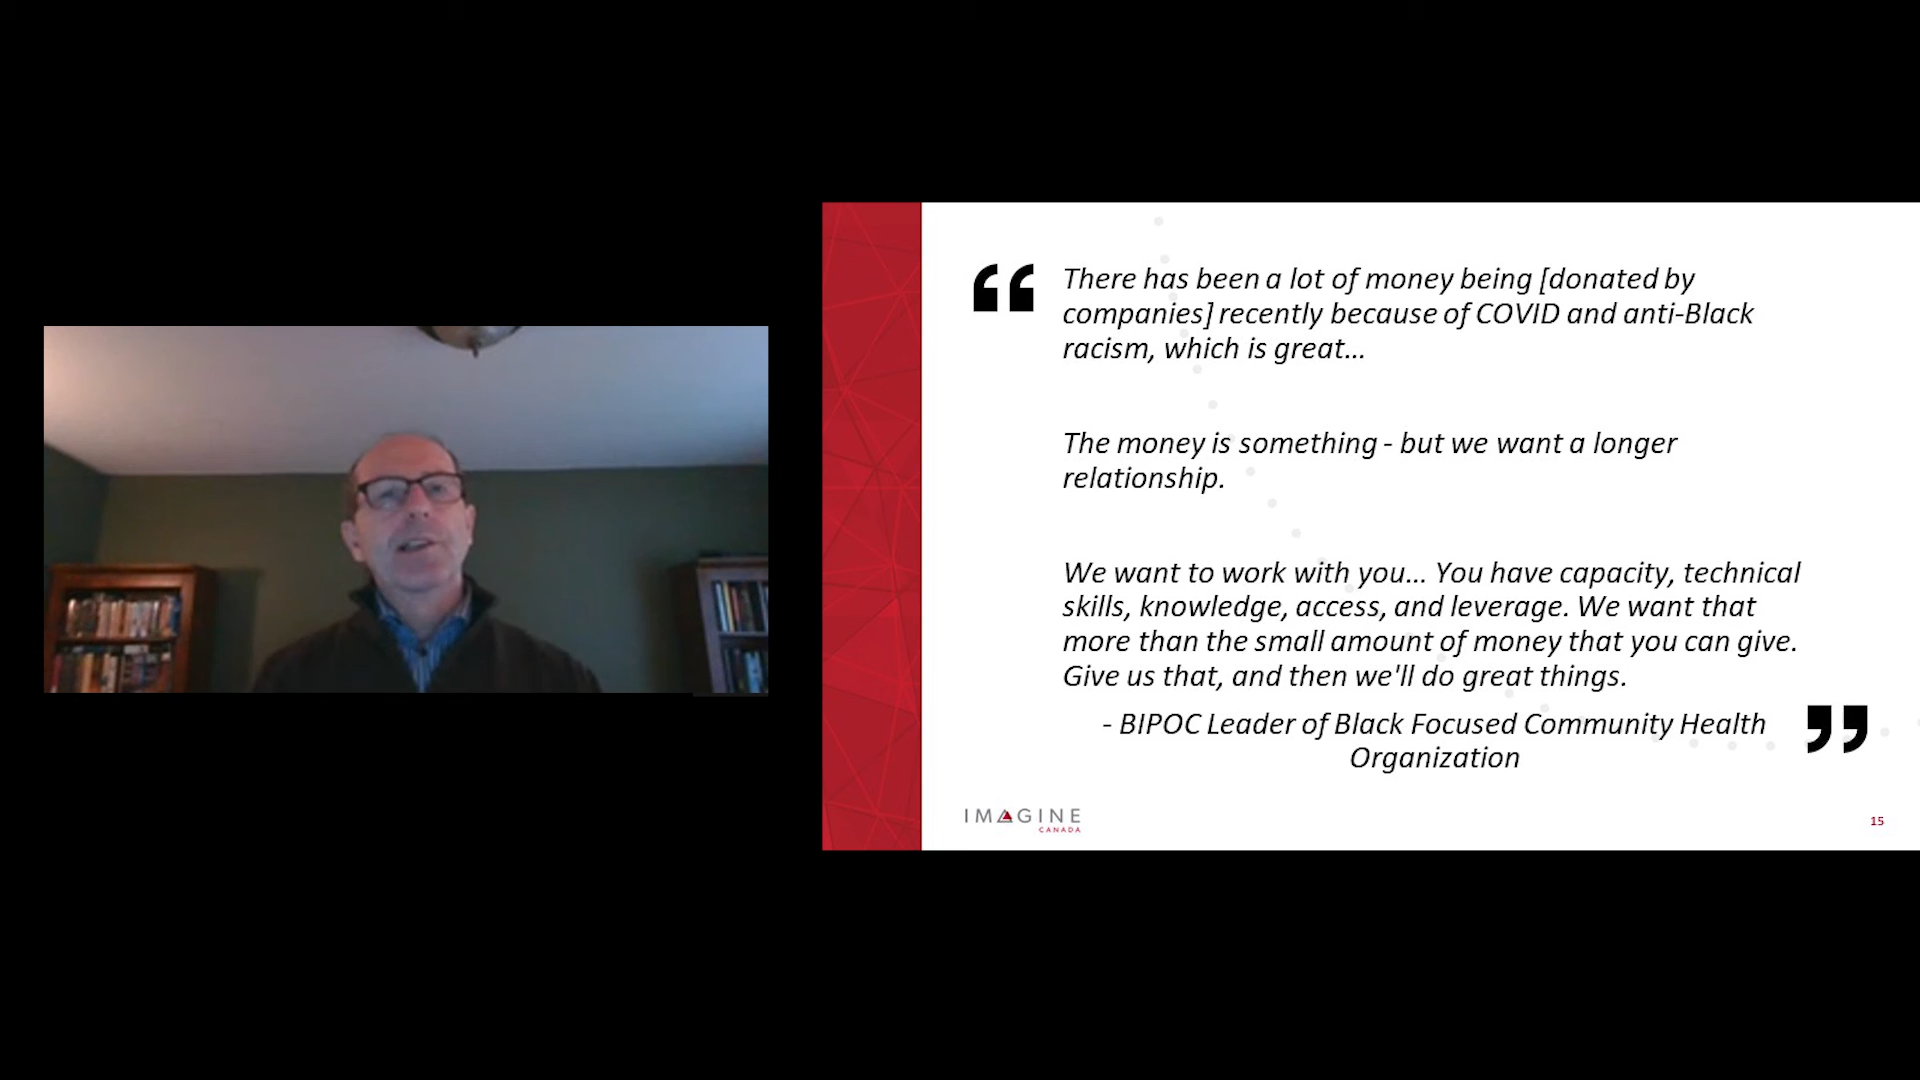 “
There has been a lot of money being [donated by
companies] recently because of COVID and anti-Black
racism, which is great...
The money is something - but we want a longer
relationship.
We want to work with you... You have capacity, technical
skills, knowledge, access, and leverage. We want that
more than the small amount of money that you can give.
Give us that, and then we'll do great things.
- BIPOC Leader of Black Focused Community Health
Organization
”
IMAGINE
CANADA
15